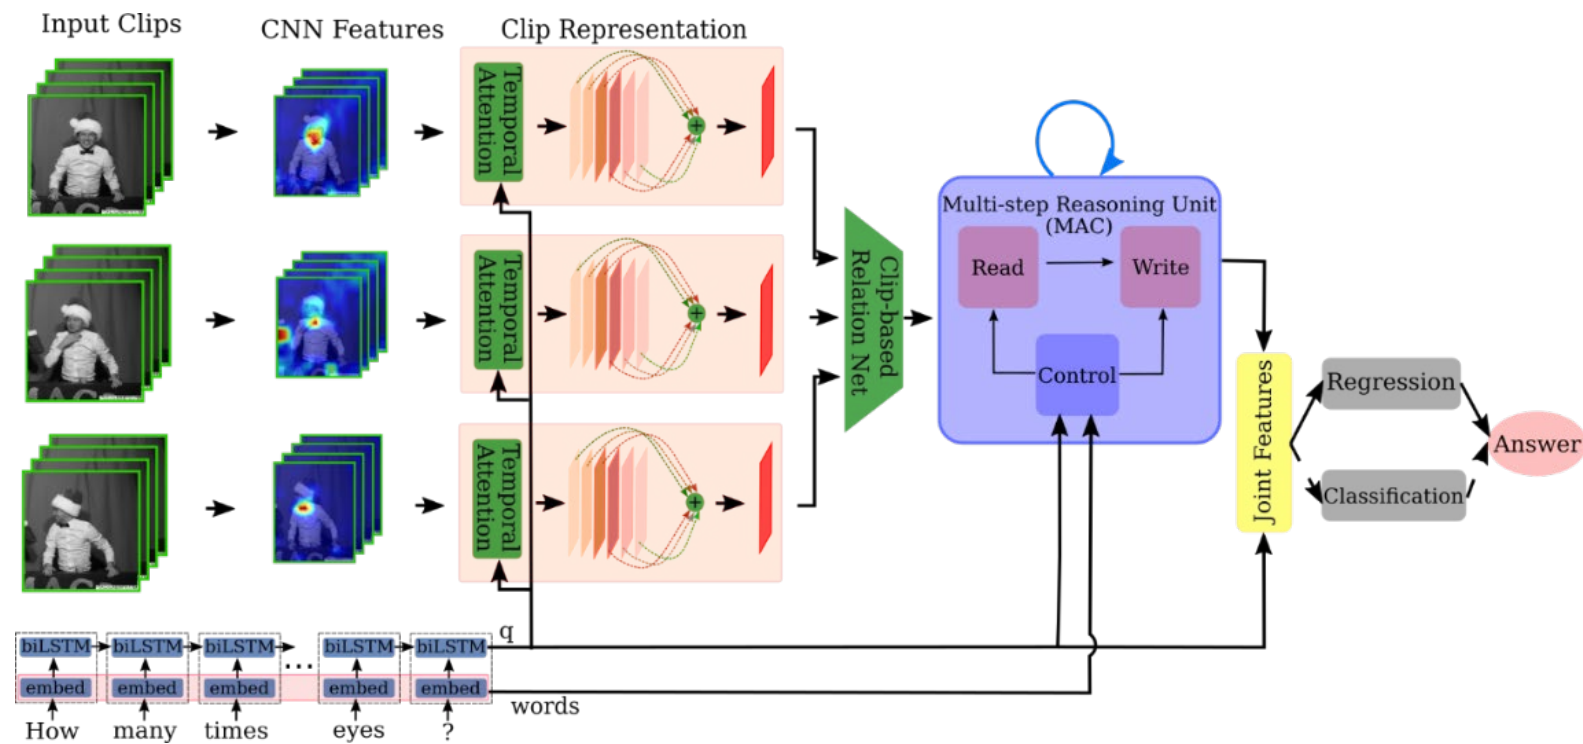 Input Clips
CNN Features
Clip Representation
Temporal
Attention
Temporal
Attention
Temporal
Attention
+
+
+
Clip-based
Relation Net
Multi-step Reasoning Unit
(MAC)
Read
Write
Control
Joint Features
Regression
Classification
Answer
biLSTM
biLSTM
biLSTM
...
biLSTM
biLSTM
q
embed
embed
embed
embed
embed
words
How
many
times
eyes
?